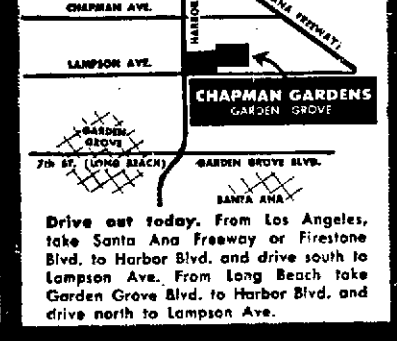 CHAPMAN AVE.
HARBOR
ANA FREEWAY
LAMPSON AVE.
CHAPMAN GARDENS
GARDEN GROVE
GARDEN
GROVE
7th ST. (LONG BEACH)
GARDEN GROVE BLVD.
SANTA ANA
Drive out today. From Los Angeles,
take Santa Ana Freeway or Firestone
Blvd. to Harbor Blvd. and drive south to
Lampson Ave. From Long Beach take
Garden Grove Blvd. to Harbor Blvd. and
drive north to Lampson Ave.